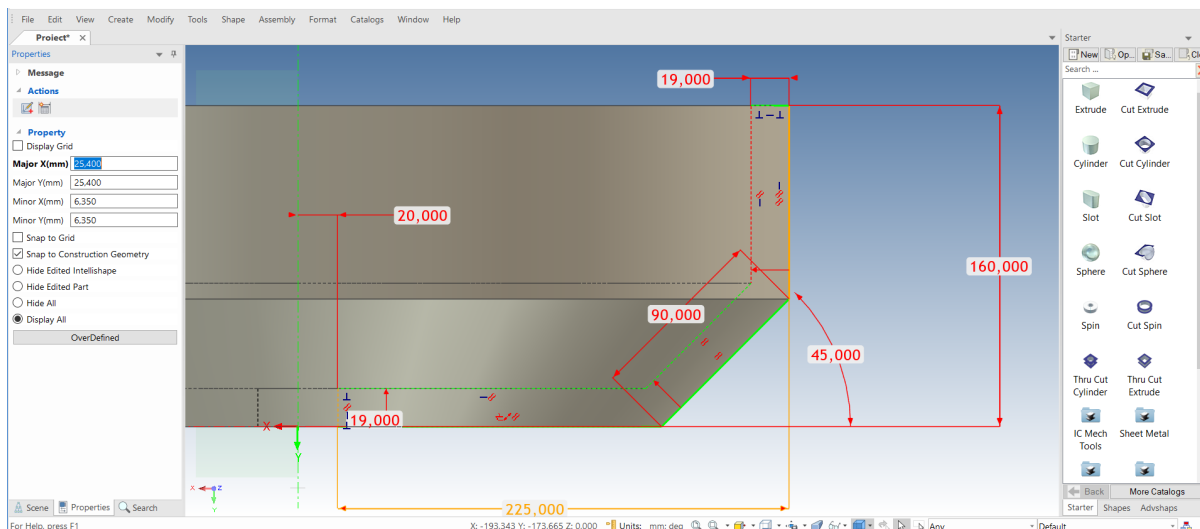 File Edit View Create Modify Tools Shape Assembly Format Catalogs Window Help
Project*
Properties
Message
Actions
Property
Display Grid
Major X(mm) 25,400
Major Y(mm) 25,400
Minor X(mm) 6,350
Minor Y(mm) 6,350
Snap to Grid
Snap to Construction Geometry
Hide Edited Intellishape
Hide Edited Part
Hide All
Display All
OverDefined
Scene Properties Search
19,000
20,000
160,000
90,000
45,000
19,000
X
Y
X Z
Y
225,000
Starter
New Op... Sa... Cl
Search ...
Extrude Cut Extrude
Cylinder Cut Cylinder
Slot Cut Slot
Sphere Cut Sphere
Spin Cut Spin
Thru Cut Cylinder Thru Cut Extrude
IC Mech Tools Sheet Metal
Back More Catalogs
Starter Shapes Advshaps
For Help, press F1 X: -193.343 Y: -173.665 Z: 0.000 Units: mm; deg Any Default